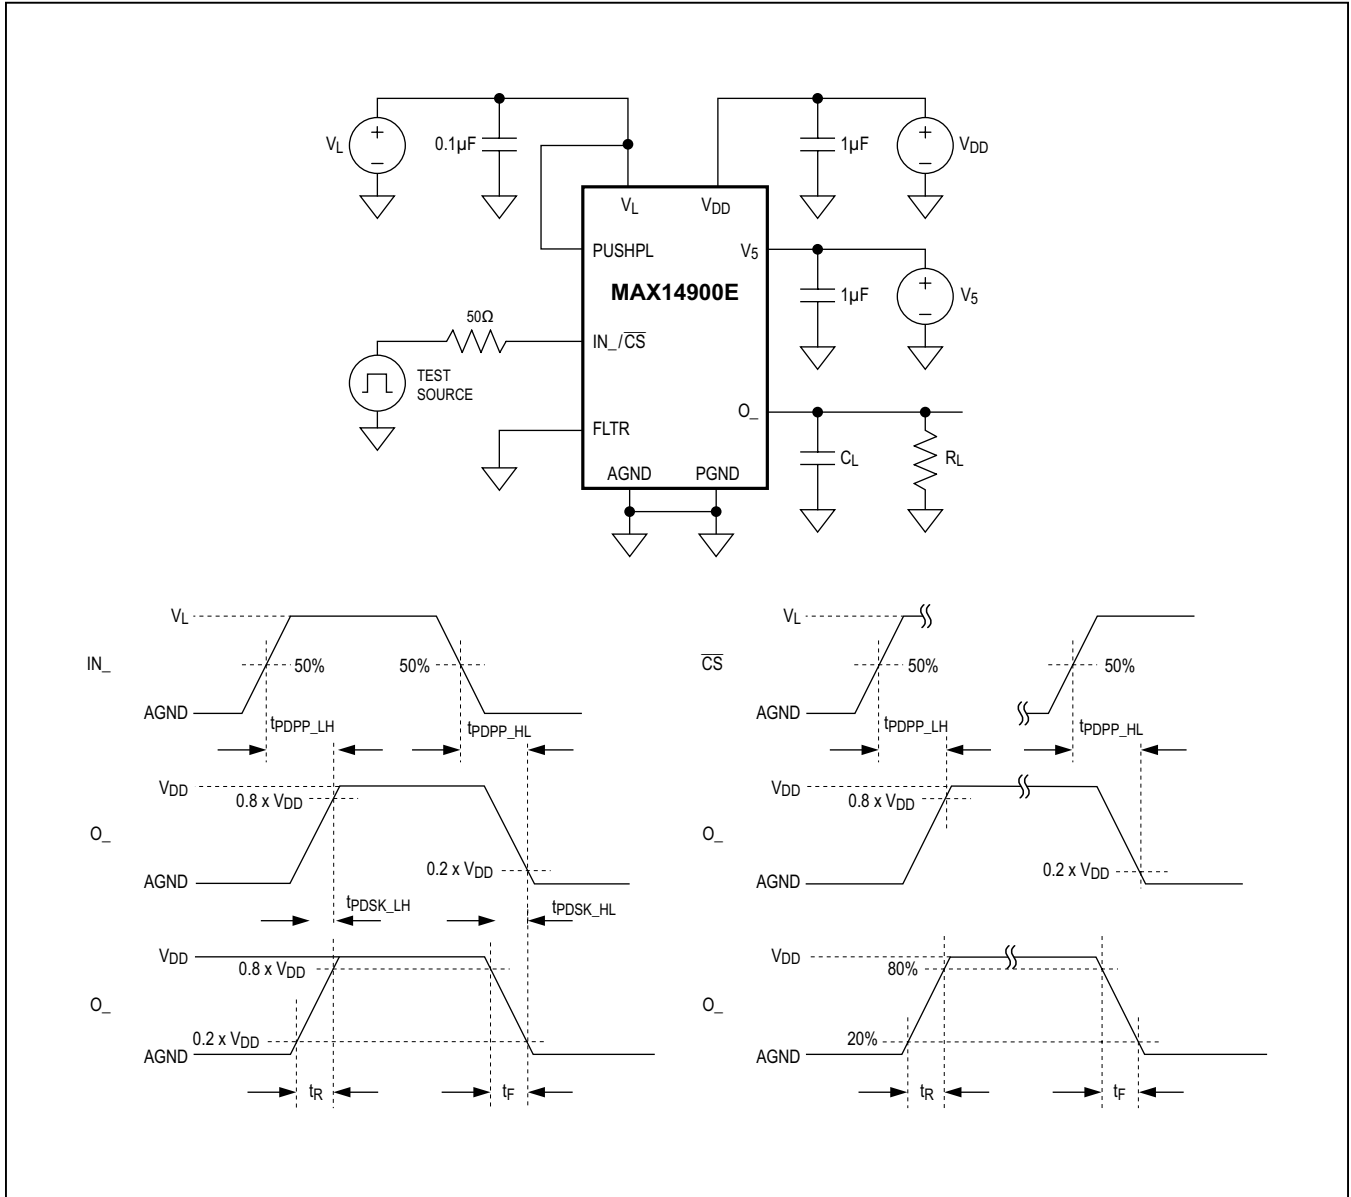 VL
0.1µF
1µF
VDD
VL
VDD
PUSHPL
V5
MAX14900E
1µF
V5
50Ω
IN_/C̅S̅
TEST
SOURCE
O_
FLTR
CL
RL
AGND
PGND
VL
IN_
50%
50%
AGND
tPDPP_LH
tPDPP_HL
VDD
0.8 x VDD
O_
0.2 x VDD
AGND
tPDSK_LH
tPDSK_HL
VDD
0.8 x VDD
O_
0.2 x VDD
AGND
tR
tF
VL
C̅S̅
50%
50%
AGND
tPDPP_LH
tPDPP_HL
VDD
0.8 x VDD
O_
0.2 x VDD
AGND
VDD
80%
O_
20%
AGND
tR
tF